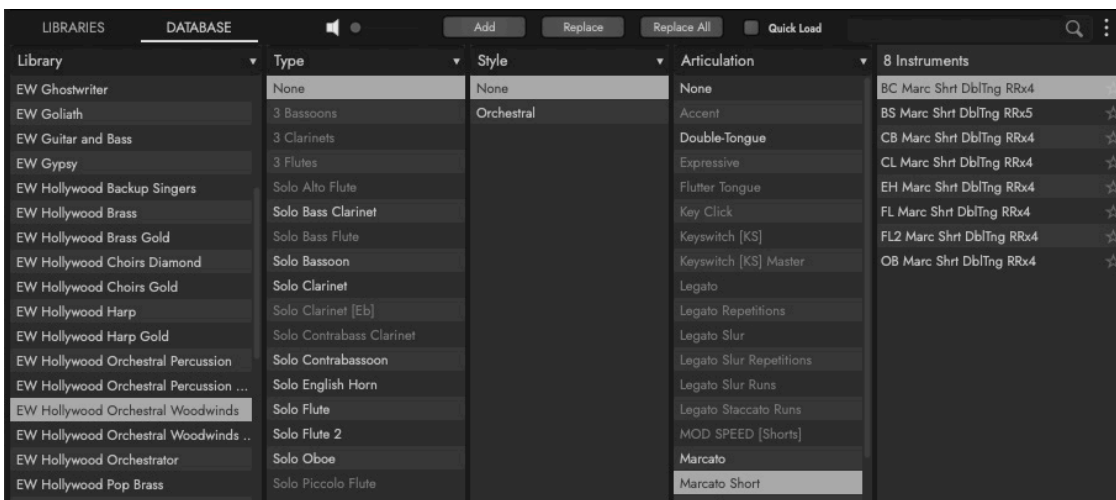 LIBRARIES
DATABASE
Add
Replace
Replace All
Quick Load
Library
EW Ghostwriter
EW Goliath
EW Guitar and Bass
EW Gypsy
EW Hollywood Backup Singers
EW Hollywood Brass
EW Hollywood Brass Gold
EW Hollywood Choirs Diamond
EW Hollywood Choirs Gold
EW Hollywood Harp
EW Hollywood Harp Gold
EW Hollywood Orchestral Percussion
EW Hollywood Orchestral Percussion ...
EW Hollywood Orchestral Woodwinds
EW Hollywood Orchestral Woodwinds ..
EW Hollywood Orchestrator
EW Hollywood Pop Brass
Type
None
3 Bassoons
3 Clarinets
3 Flutes
Solo Alto Flute
Solo Bass Clarinet
Solo Bass Flute
Solo Bassoon
Solo Clarinet
Solo Clarinet [Eb]
Solo Contrabass Clarinet
Solo Contrabassoon
Solo English Horn
Solo Flute
Solo Flute 2
Solo Oboe
Solo Piccolo Flute
Style
None
Orchestral
Articulation
None
Accent
Double-Tongue
Expressive
Flutter Tongue
Key Click
Keyswitch [KS]
Keyswitch [KS] Master
Legato
Legato Repetitions
Legato Slur
Legato Slur Repetitions
Legato Slur Runs
Legato Staccato Runs
MOD SPEED [Shorts]
Marcato
Marcato Short
8 Instruments
BC Marc Shrt DblTng RRx4
BS Marc Shrt DblTng RRx5
CB Marc Shrt DblTng RRx4
CL Marc Shrt DblTng RRx4
EH Marc Shrt DblTng RRx4
FL Marc Shrt DblTng RRx4
FL2 Marc Shrt DblTng RRx4
OB Marc Shrt DblTng RRx4